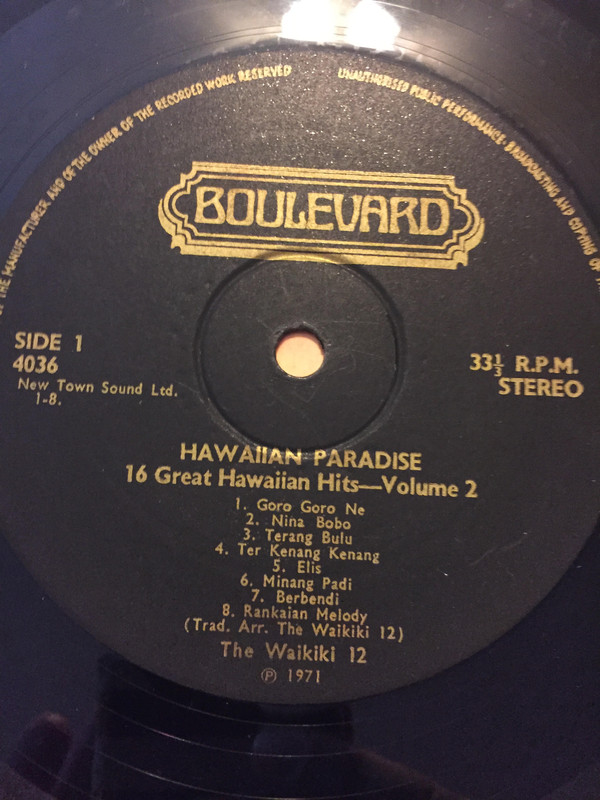 OF THE MANUFACTURER AND OF THE OWNER OF THE RECORDED WORK RESERVED
UNAUTHORISED PUBLIC PERFORMANCE · BROADCASTING AND COPYING OF
BOULEVARD
SIDE 1
4036
New Town Sound Ltd.
1-8.
33⅓ R.P.M.
STEREO
HAWAIIAN PARADISE
16 Great Hawaiian Hits—Volume 2
1. Goro Goro Ne
2. Nina Bobo
3. Terang Bulu
4. Ter Kenang Kenang
5. Elis
6. Minang Padi
7. Berbendi
8. Rankaian Melody
(Trad. Arr. The Waikiki 12)
The Waikiki 12
℗ 1971